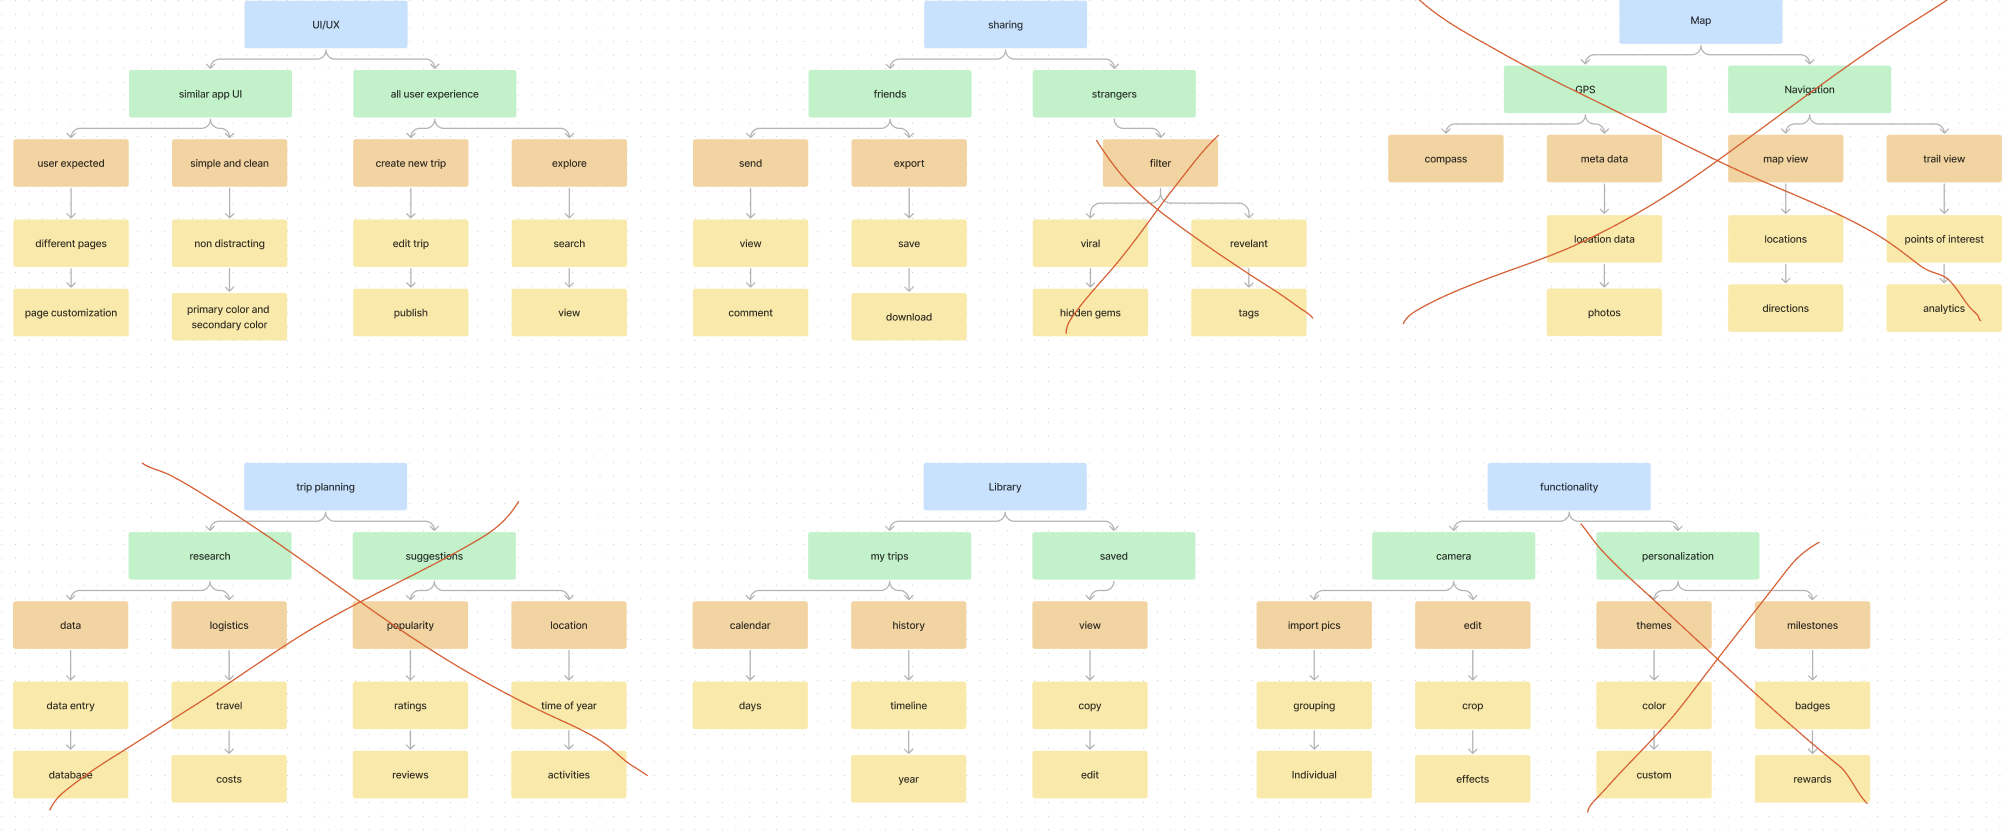 UI/UX
similar app UI
all user experience
user expected
simple and clean
create new trip
explore
different pages
non distracting
edit trip
search
page customization
primary color and
secondary color
publish
view
sharing
friends
strangers
send
export
filter
view
save
viral
revelant
comment
download
hidden gems
tags
Map
GPS
Navigation
compass
meta data
map view
trail view
location data
locations
points of interest
photos
directions
analytics
trip planning
research
suggestions
data
logistics
popularity
location
data entry
travel
ratings
time of year
database
costs
reviews
activities
Library
my trips
saved
calendar
history
view
days
timeline
copy
year
edit
functionality
camera
personalization
import pics
edit
themes
milestones
grouping
crop
color
badges
Individual
effects
custom
rewards